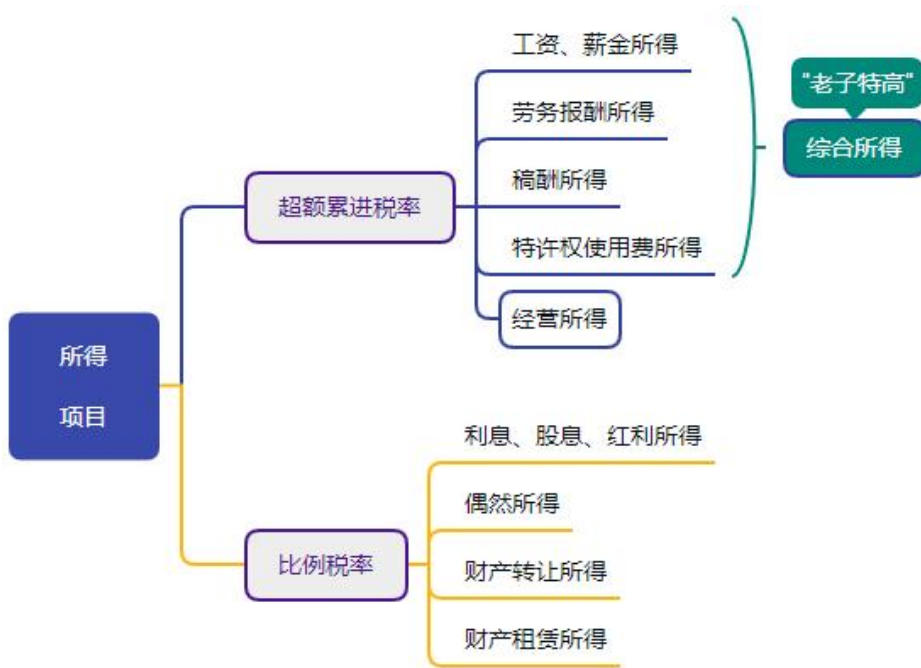 工资、薪金所得
"老子特高"
劳务报酬所得
综合所得
稿酬所得
超额累进税率
特许权使用费所得
经营所得
所得
项目
利息、股息、红利所得
偶然所得
比例税率
财产转让所得
财产租赁所得